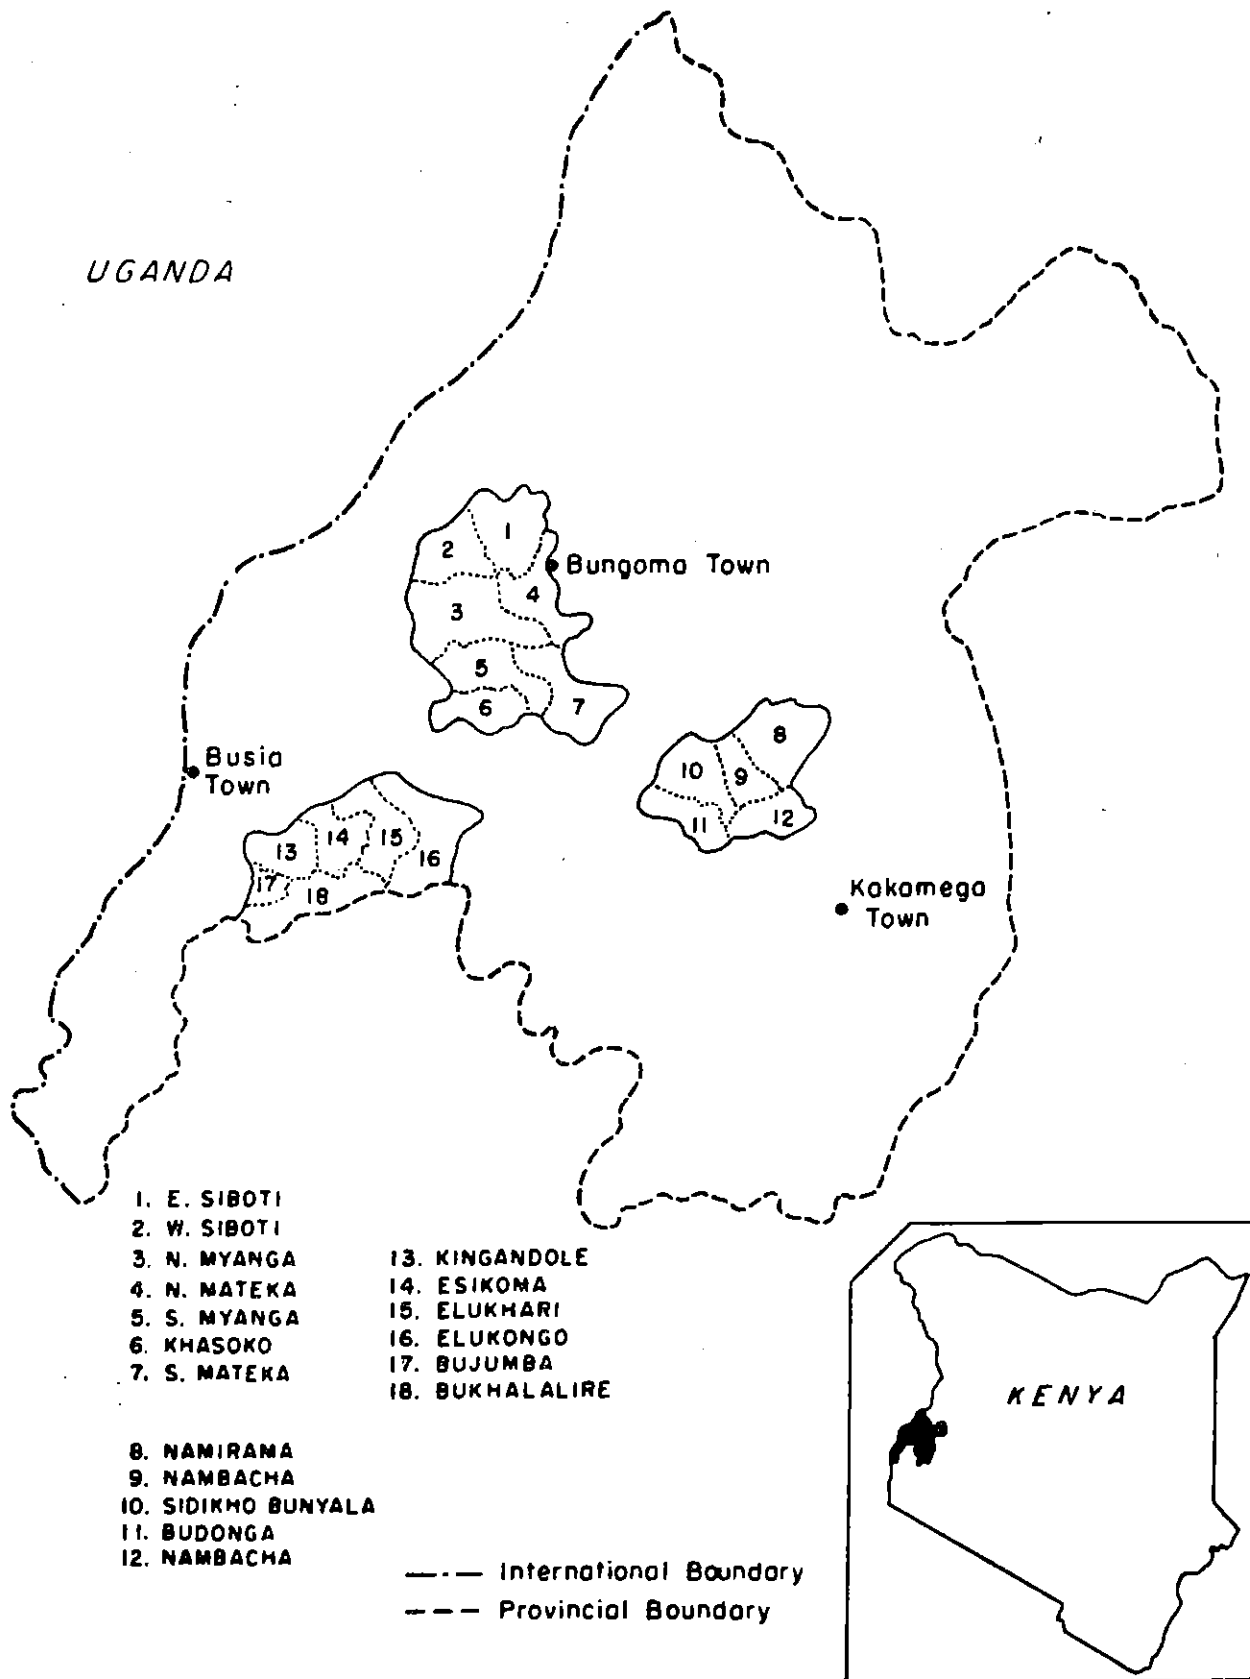 UGANDA
1
2
Bungoma Town
4
3
5
7
6
8
Busia
Town
10
9
14
15
12
11
13
16
17
18
Kakamega
Town
1. E. SIBOTI
2. W. SIBOTI
3. N. MYANGA
4. N. MATEKA
5. S. MYANGA
6. KHASOKO
7. S. MATEKA
13. KINGANDOLE
14. ESIKOMA
15. ELUKHARI
16. ELUKONGO
17. BUJUMBA
18. BUKHALALIRE
8. NAMIRAMA
9. NAMBACHA
10. SIDIKHO BUNYALA
11. BUDONGA
12. NAMBACHA
International Boundary
Provincial Boundary
KENYA